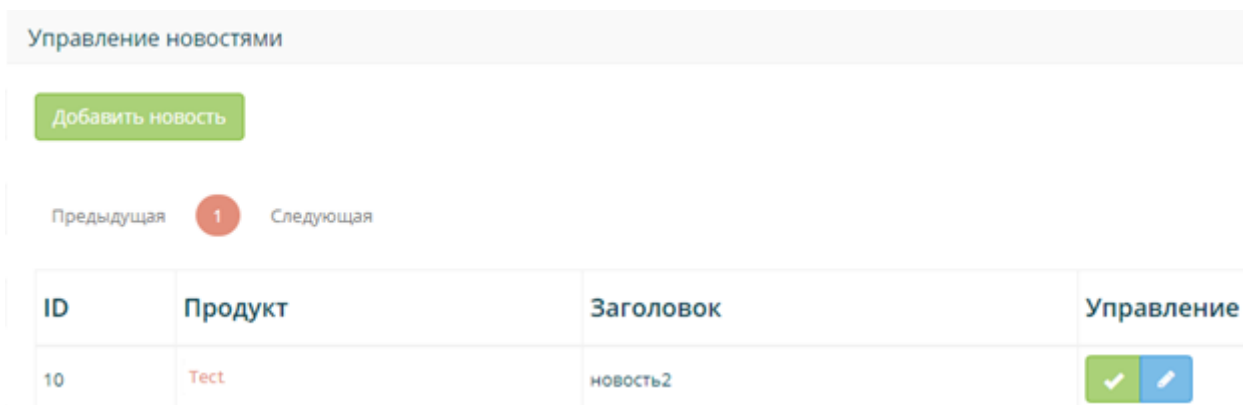 Управление новостями
Добавить новость
Предыдущая 1 Следующая
ID Продукт Заголовок Управление
10 Тест новость2